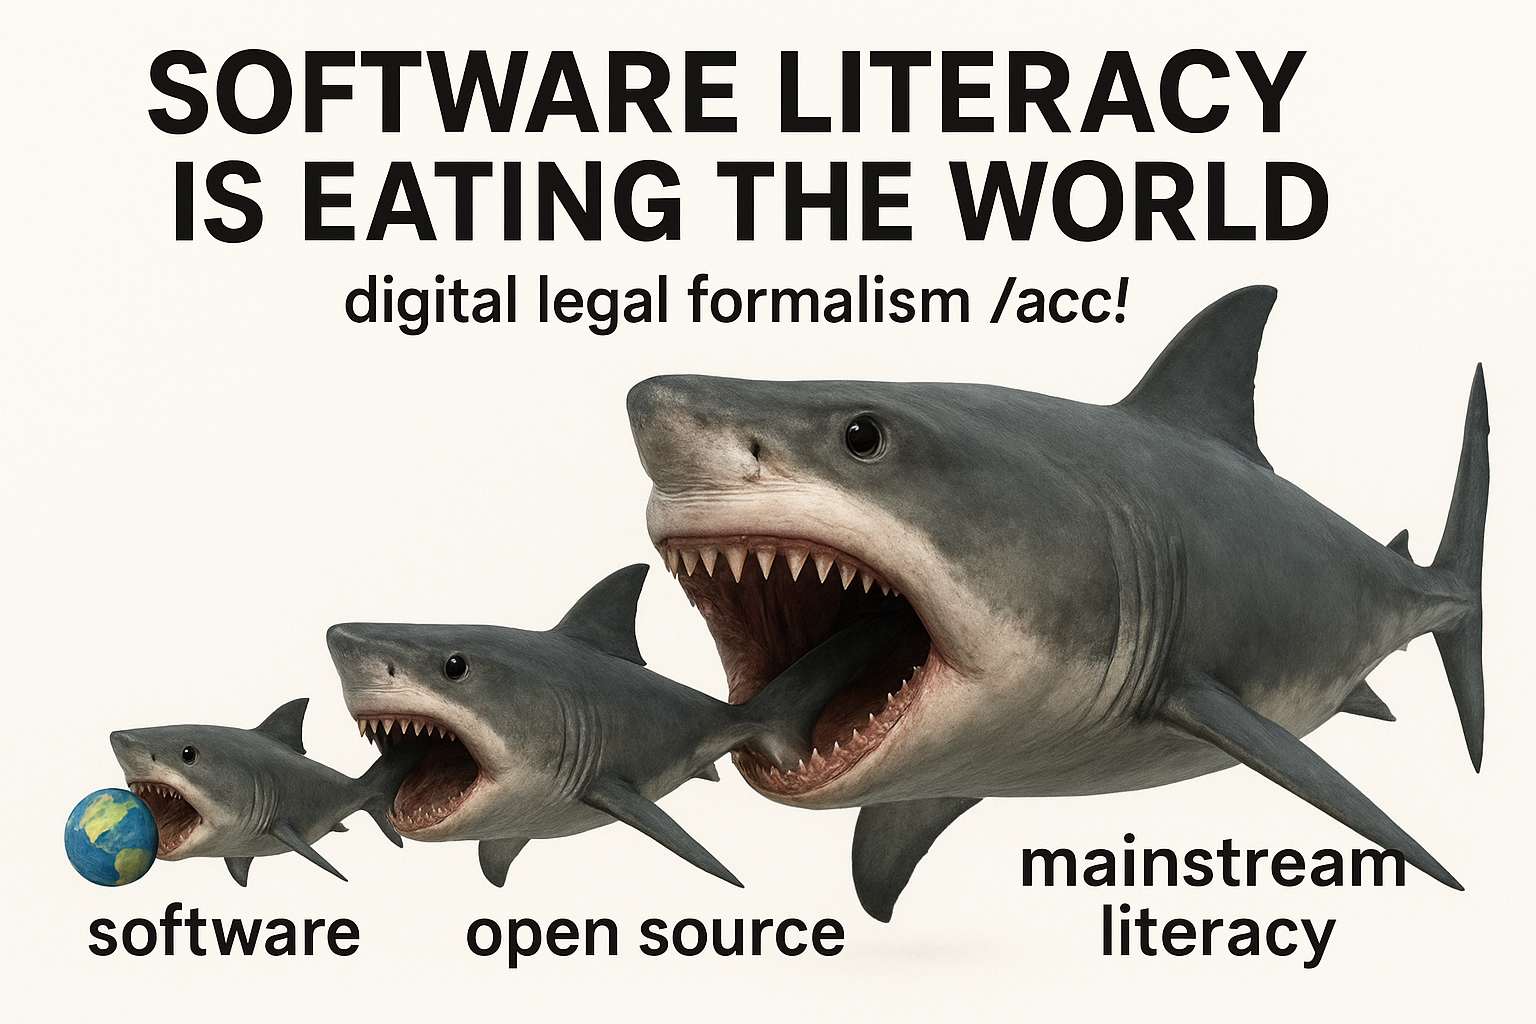 SOFTWARE LITERACY
IS EATING THE WORLD
digital legal formalism /acc!
software
open source
mainstream
literacy